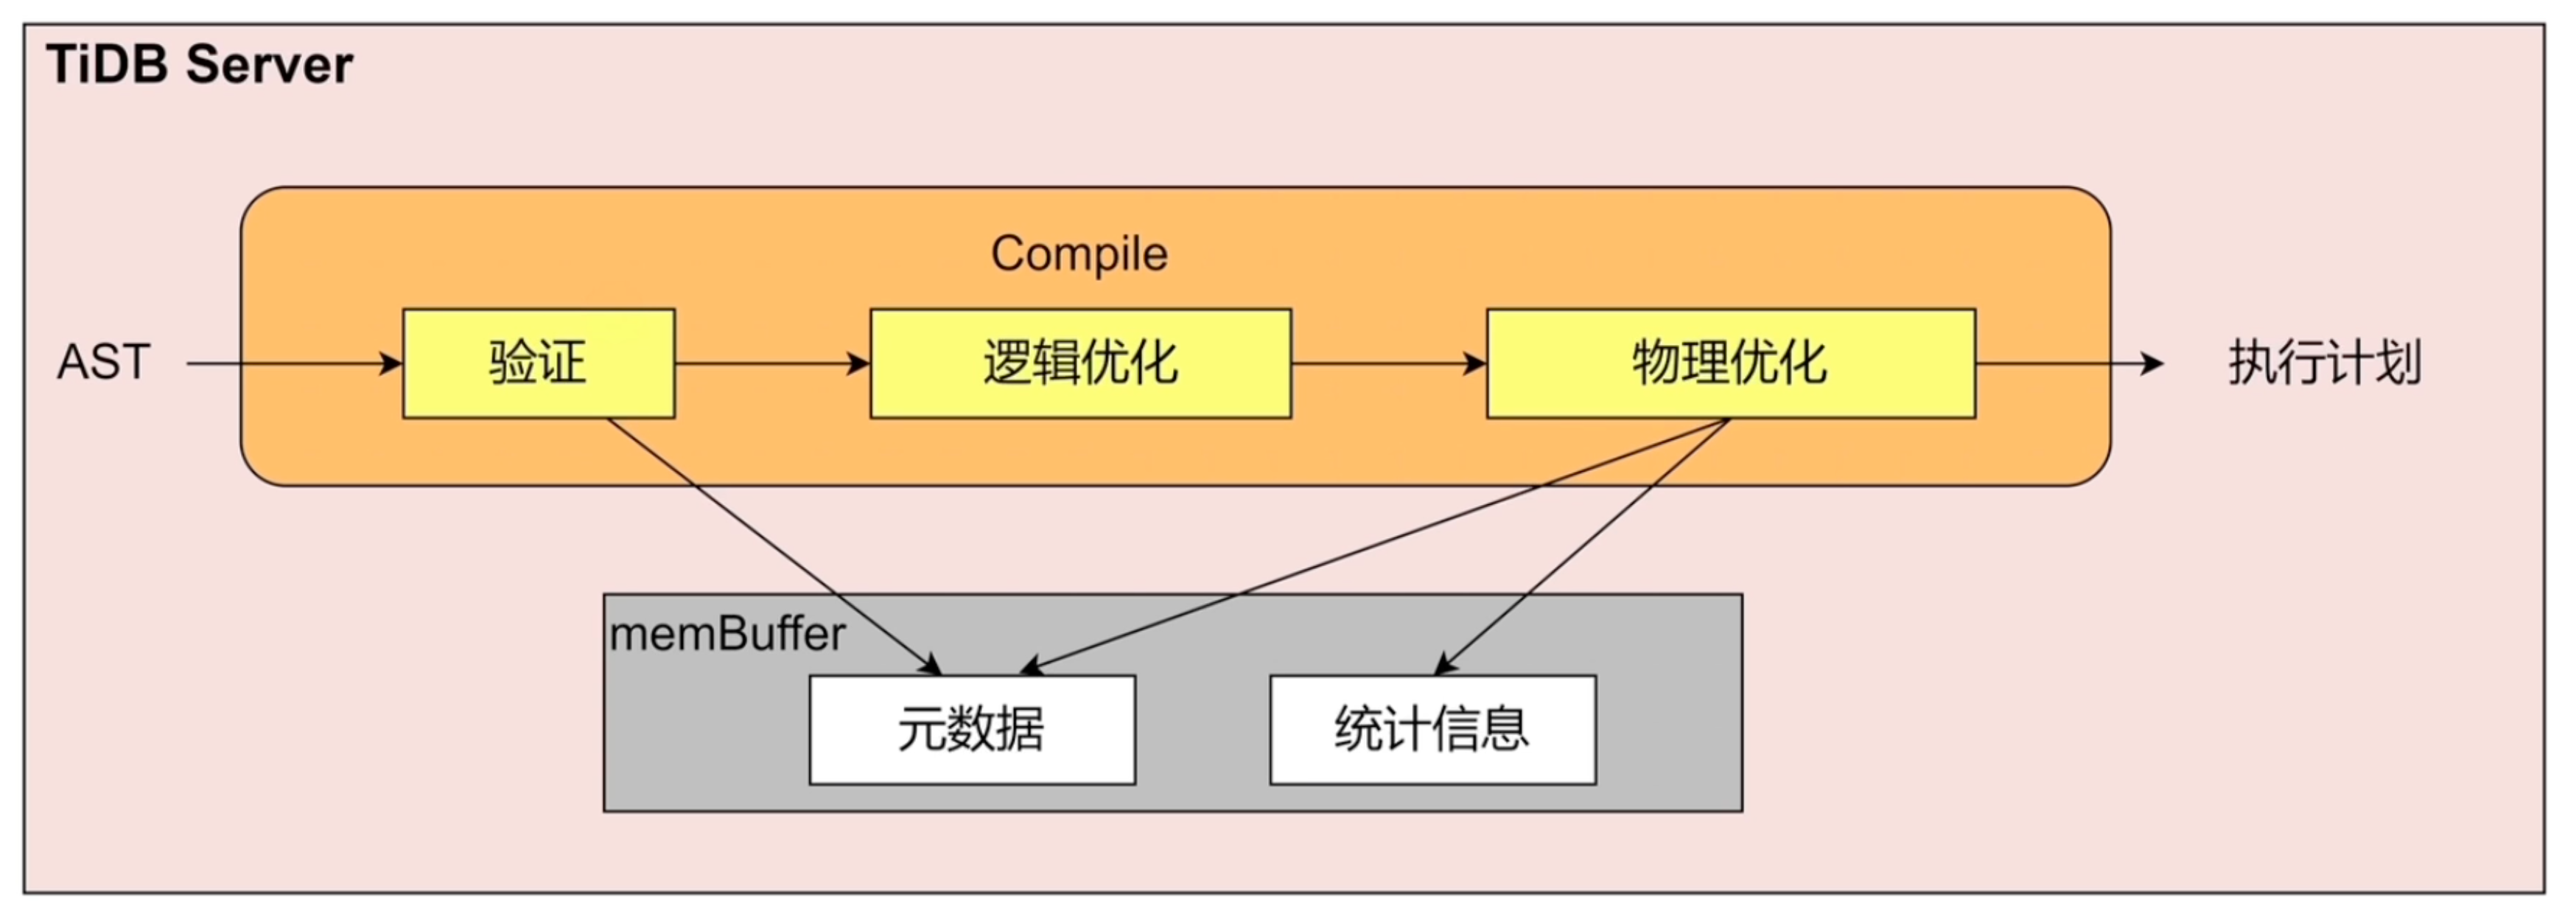 TiDB Server
Compile
AST
验证
逻辑优化
物理优化
执行计划
memBuffer
元数据
统计信息